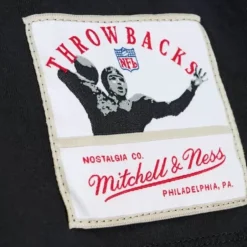 THROWBACKS
NFL
NOSTALGIA CO.
Mitchell & Ness
PHILADELPHIA, PA.